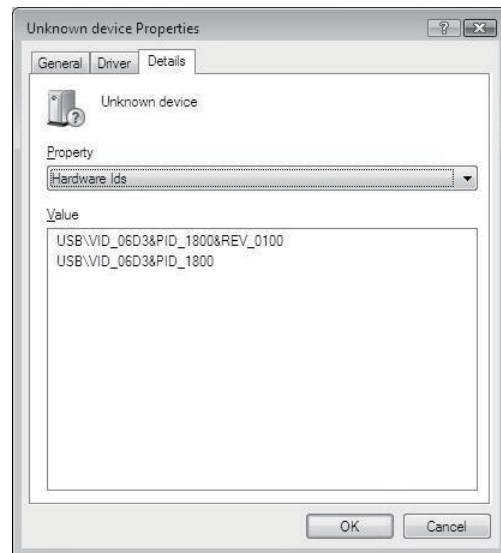 Unknown device Properties
General Driver Details
Unknown device
Property
Hardware Ids
Value
USB\VID_06D3&PID_1800&REV_0100
USB\VID_06D3&PID_1800
OK Cancel